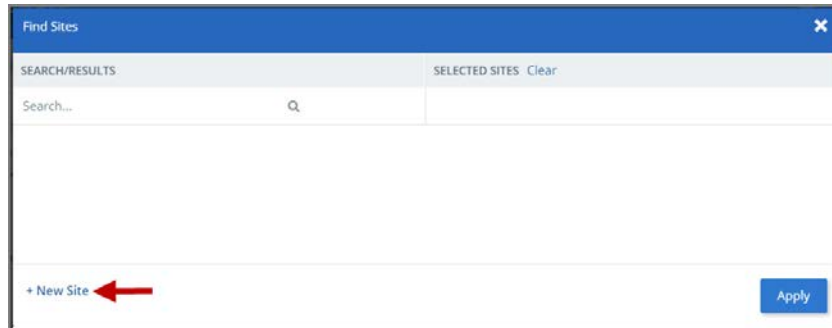 Find Sites
SEARCH/RESULTS
SELECTED SITES Clear
Search...
+ New Site
Apply